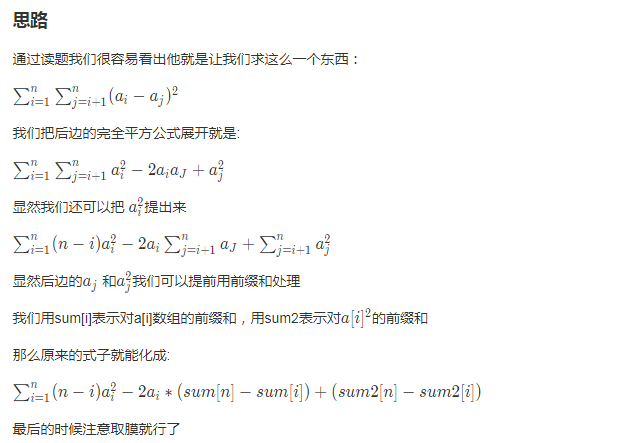 思路
通过读题我们很容易看出他就是让我们求这么一个东西：
$\sum_{i=1}^{n} \sum_{j=i+1}^{n} (a_i - a_j)^2$
我们把后边的完全平方公式展开就是:
$\sum_{i=1}^{n} \sum_{j=i+1}^{n} a_i^2 - 2a_i a_J + a_j^2$
显然我们还可以把 $a_i^2$提出来
$\sum_{i=1}^{n} (n - i)a_i^2 - 2a_i \sum_{j=i+1}^{n} a_J + \sum_{j=i+1}^{n} a_j^2$
显然后边的$a_j$ 和$a_j^2$我们可以提前用前缀和处理
我们用sum[i]表示对a[i]数组的前缀和，用sum2表示对$a[i]^2$的前缀和
那么原来的式子就能化成:
$\sum_{i=1}^{n} (n - i)a_i^2 - 2a_i * (sum[n] - sum[i]) + (sum2[n] - sum2[i])$
最后的时候注意取膜就行了